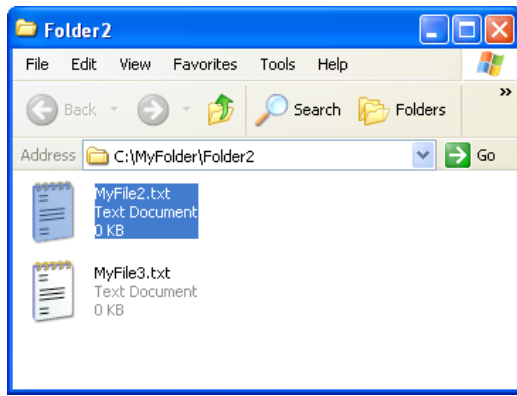 Folder2
File Edit View Favorites Tools Help
Back Search Folders »
Address C:\MyFolder\Folder2 Go
MyFile2.txt
Text Document
0 KB
MyFile3.txt
Text Document
0 KB